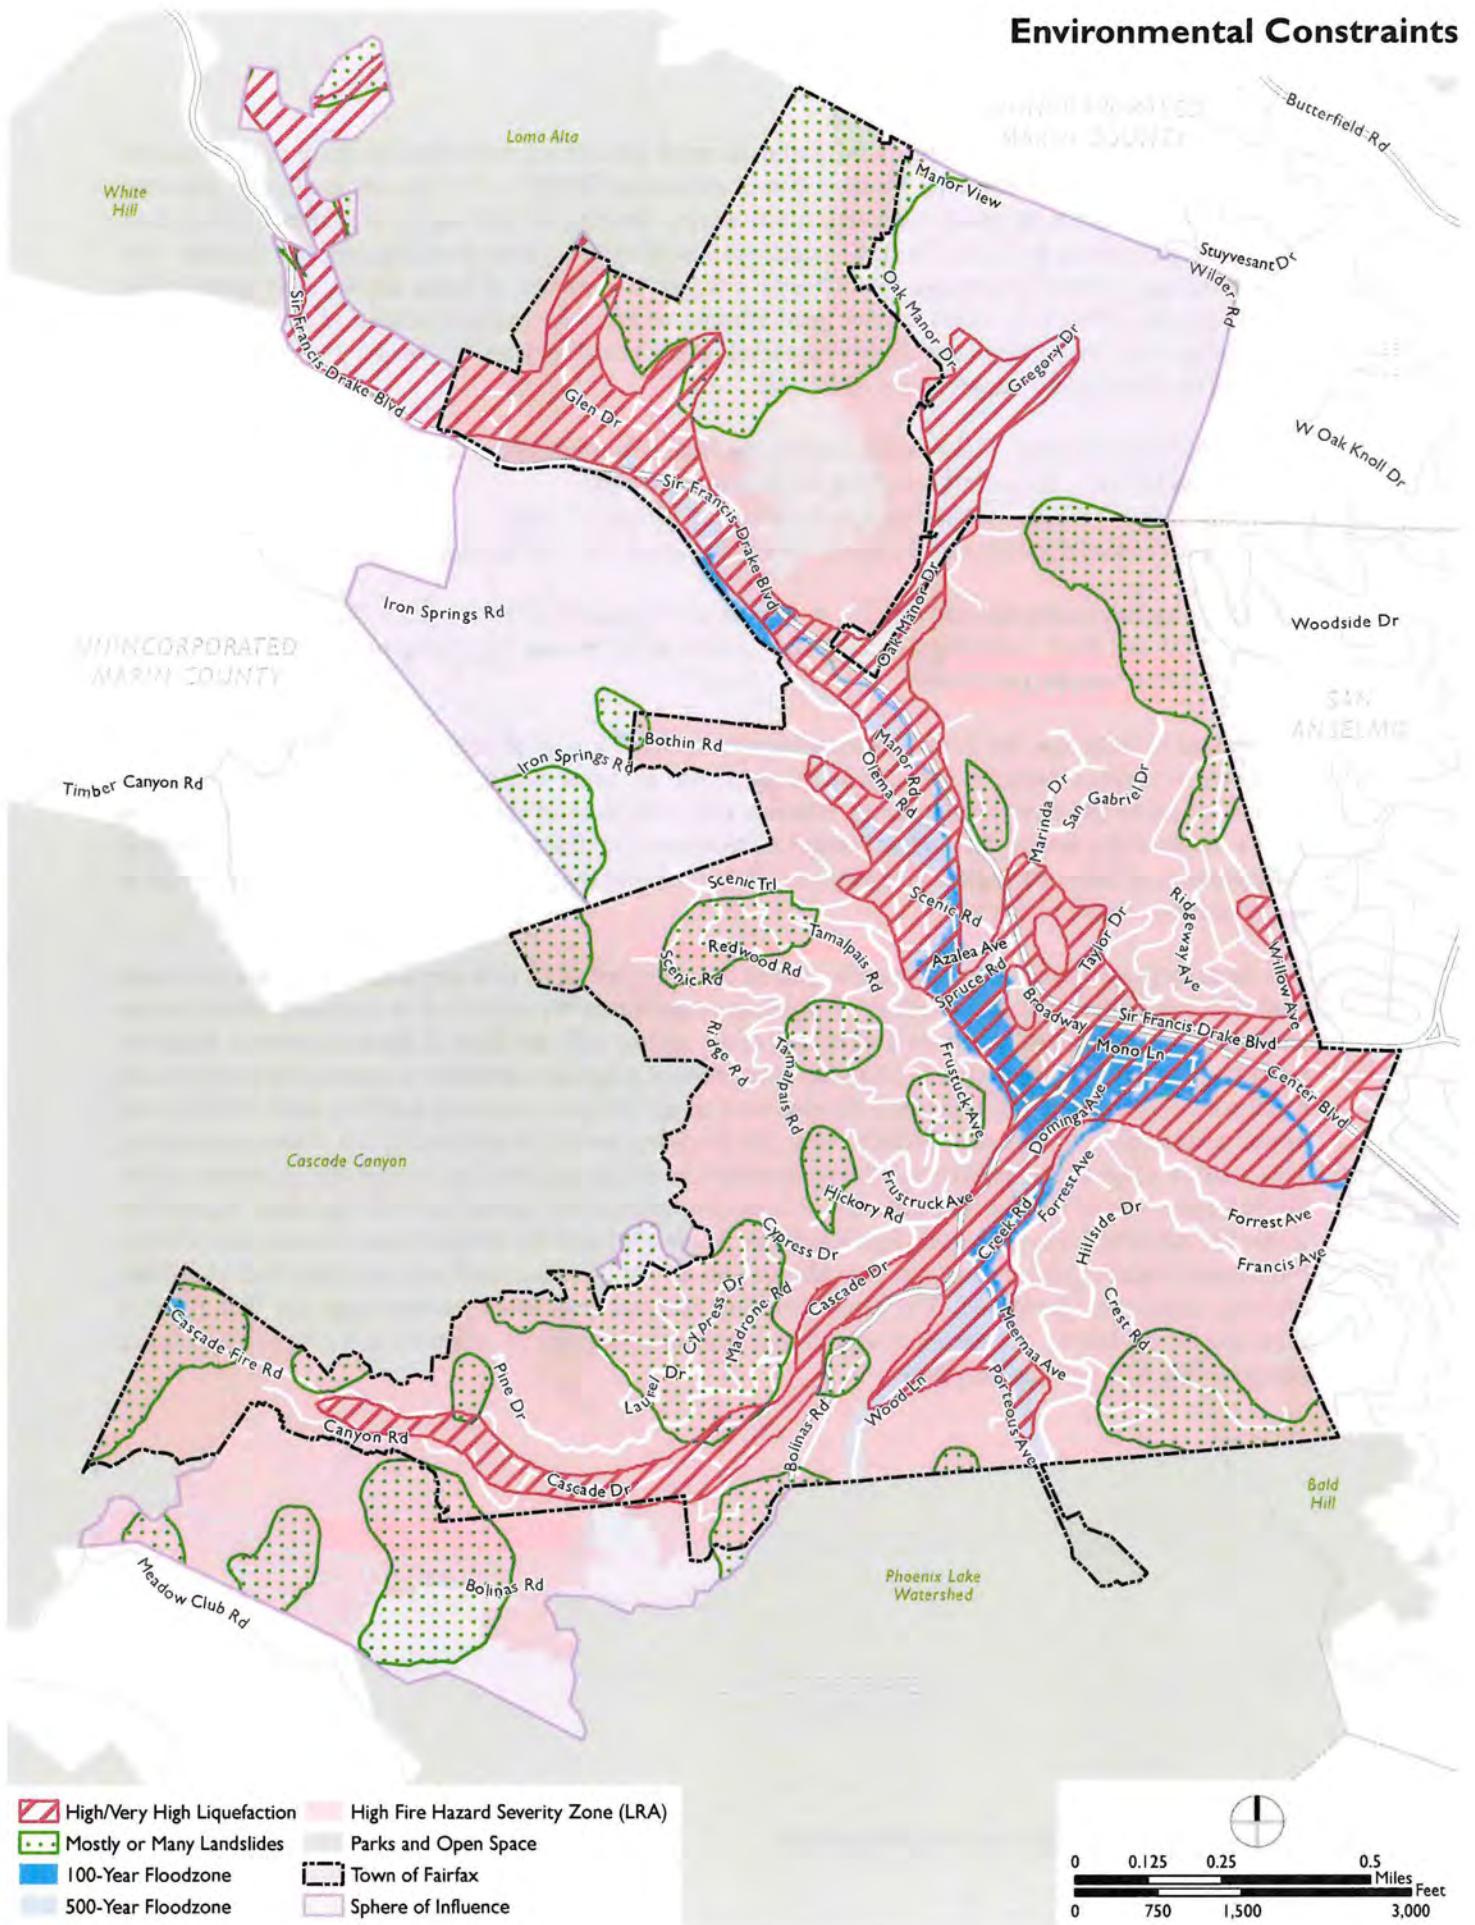 Environmental Constraints
Butterfield Rd
UNINCORPORATED
MARIN COUNTY
Loma Alta
White
Hill
Manor View
Stuyvesant Dr
Wilder Rd
Oak Manor Dr
Gregory Dr
Sir Francis Drake Blvd
Glen Dr
W Oak Knoll Dr
Sir Francis Drake Blvd
Iron Springs Rd
Oak Manor Dr
Woodside Dr
UNINCORPORATED
MARIN COUNTY
SAN
ANSELMO
Bothin Rd
Iron Springs Rd
Manor Rd
Olema Rd
Timber Canyon Rd
Marinda Dr
San Gabriel Dr
Scenic Trl
Scenic Rd
Ridgeway Ave
Taylor Dr
Tamalpais Rd
Redwood Rd
Scenic Rd
Azalea Ave
Spruce Rd
Willow Ave
Broadway
Sir Francis Drake Blvd
Ridge Rd
Tamalpais Rd
Frustuck Ave
Mono Ln
Center Blvd
Dominga Ave
Cascade Canyon
Forrest Ave
Frustruck Ave
Hickory Rd
Creek Rd
Hillside Dr
Forrest Ave
Francis Ave
Cypress Dr
Cascade Dr
Cypress Dr
Madrone Rd
Crest Rd
Meernaa Ave
Cascade Fire Rd
Pine Dr
Laurel Dr
Wood Ln
Porteous Ave
Canyon Rd
Bolinas Rd
Cascade Dr
Bald
Hill
Meadow Club Rd
Bolinas Rd
Phoenix Lake
Watershed
High/Very High Liquefaction
Mostly or Many Landslides
100-Year Floodzone
500-Year Floodzone
High Fire Hazard Severity Zone (LRA)
Parks and Open Space
Town of Fairfax
Sphere of Influence
0 0.125 0.25 0.5
Miles
Feet
0 750 1,500 3,000